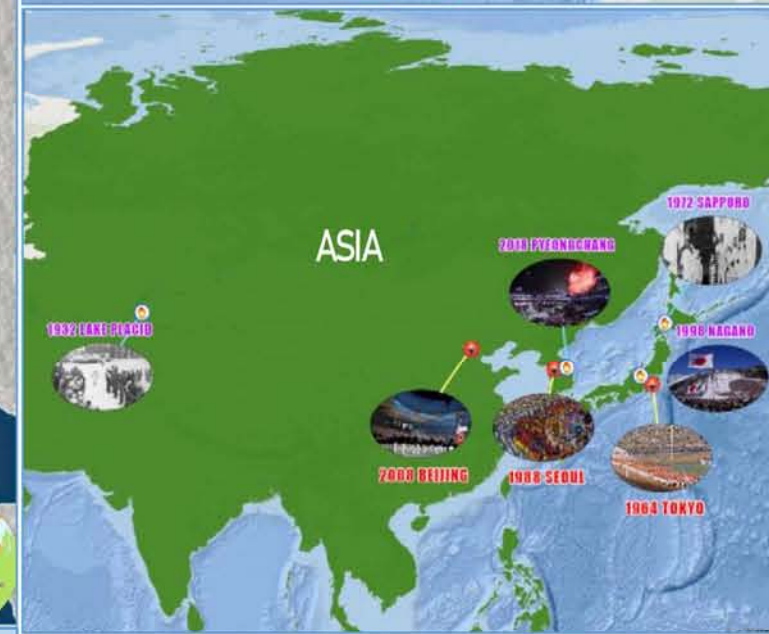 1972 SAPPORO
ASIA
2018 PYEONGCHANG
1932 LAKE PLACID
1998 NAGANO
2008 BEIJING
1988 SEOUL
1964 TOKYO